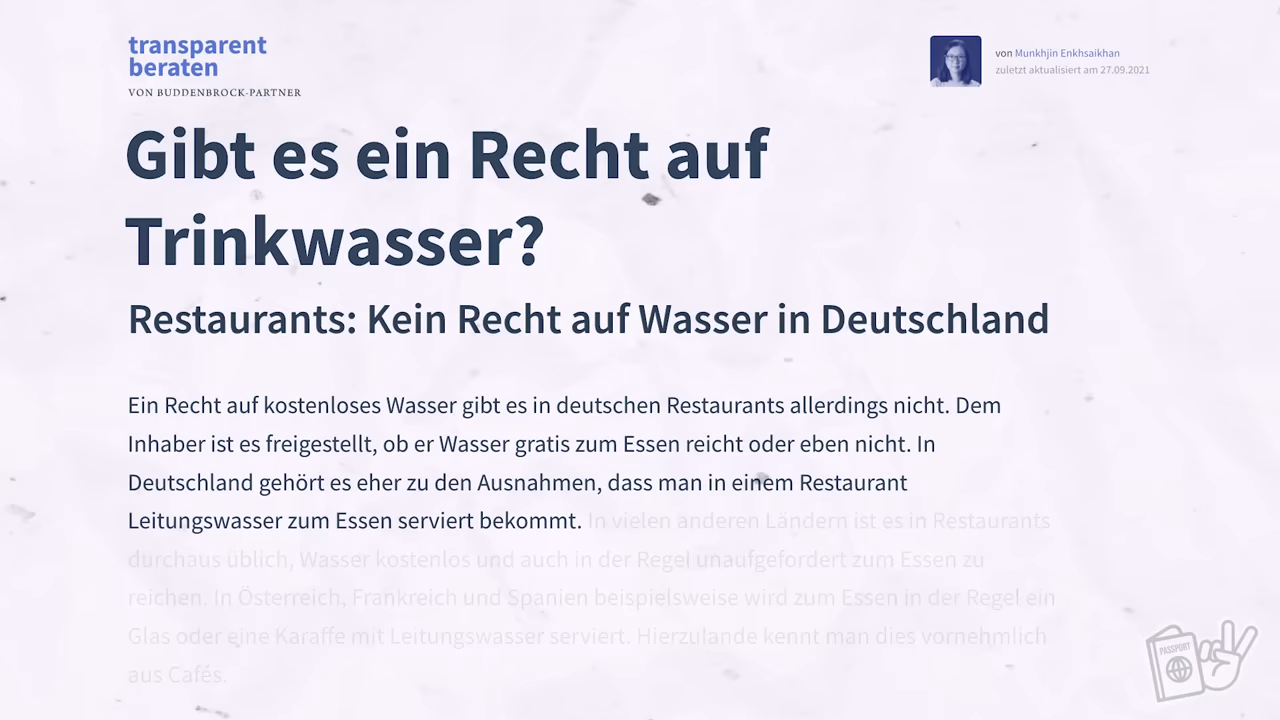 transparent
beraten
VON BUDDENBROCK-PARTNER
von Munkhjin Enkhsaikhan
zuletzt aktualisiert am 27.09.2021
Gibt es ein Recht auf
Trinkwasser?
Restaurants: Kein Recht auf Wasser in Deutschland
Ein Recht auf kostenloses Wasser gibt es in deutschen Restaurants allerdings nicht. Dem
Inhaber ist es freigestellt, ob er Wasser gratis zum Essen reicht oder eben nicht. In
Deutschland gehört es eher zu den Ausnahmen, dass man in einem Restaurant
Leitungswasser zum Essen serviert bekommt. In vielen anderen Ländern ist es in Restaurants
durchaus üblich, Wasser kostenlos und auch in der Regel unaufgefordert zum Essen zu
reichen. In Österreich, Frankreich und Spanien beispielsweise wird zum Essen in der Regel ein
Glas oder eine Karaffe mit Leitungswasser serviert. Hierzulande kennt man dies vornehmlich
aus Cafés.
PASSPORT